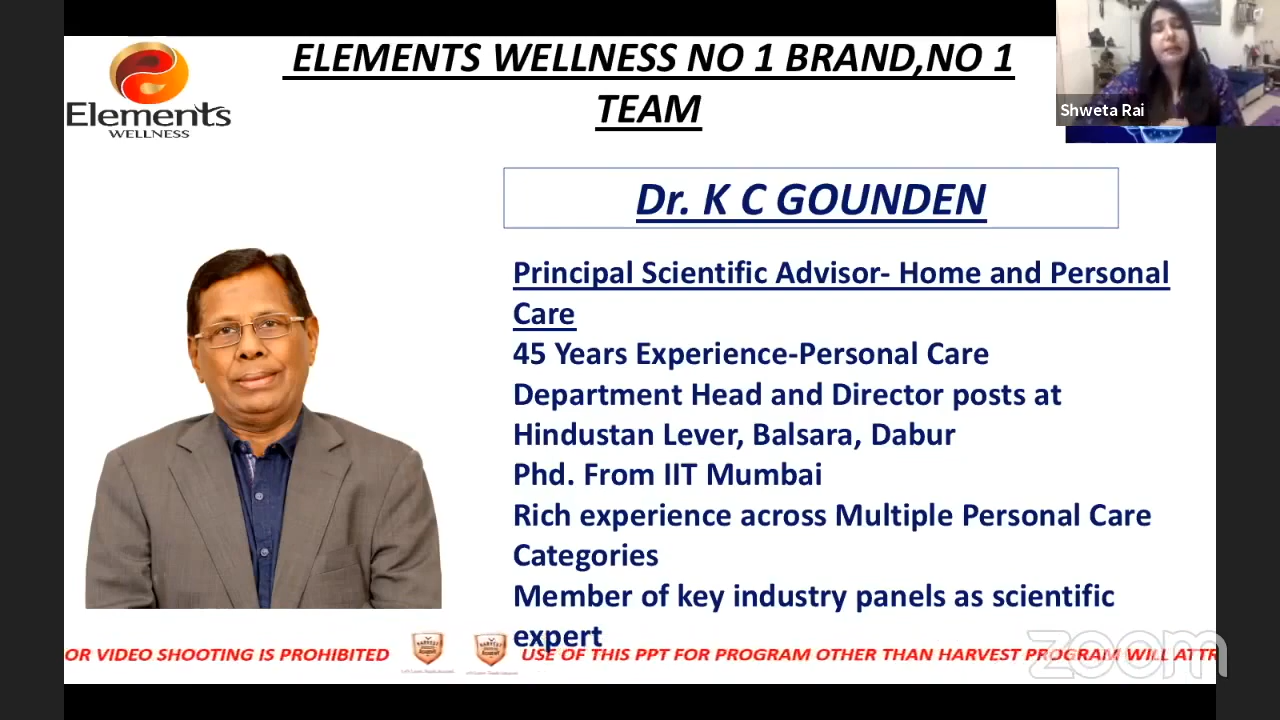 ELEMENTS WELLNESS NO 1 BRAND,NO 1
TEAM
Elements
WELLNESS
Shweta Rai
Dr. K C GOUNDEN
Principal Scientific Advisor- Home and Personal
Care
45 Years Experience-Personal Care
Department Head and Director posts at
Hindustan Lever, Balsara, Dabur
Phd. From IIT Mumbai
Rich experience across Multiple Personal Care
Categories
Member of key industry panels as scientific
expert
OR VIDEO SHOOTING IS PROHIBITED
HARVEST
HARVEST
USE OF THIS PPT FOR PROGRAM OTHER THAN HARVEST PROGRAM WILL ATTR
zoom